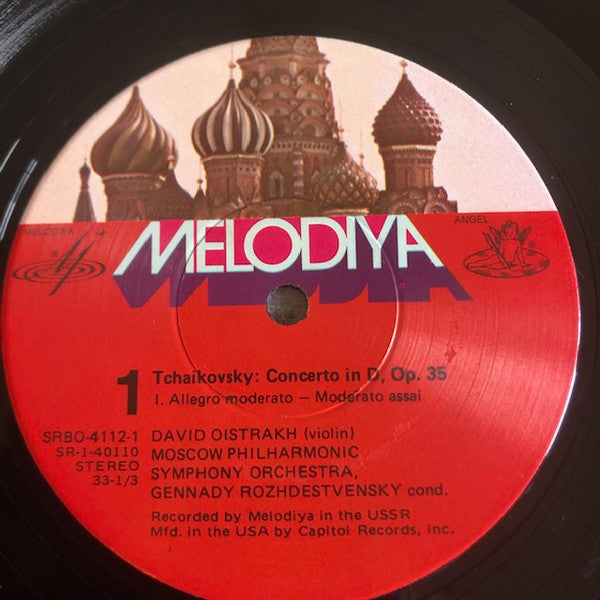 MELODIYA
ANGEL
MELODIYA
1
Tchaikovsky: Concerto in D, Op. 35
I. Allegro moderato – Moderato assai
SRBO-4112-1
SR-1-40110
STEREO
33-1/3
DAVID OISTRAKH (violin)
MOSCOW PHILHARMONIC
SYMPHONY ORCHESTRA,
GENNADY ROZHDESTVENSKY cond.
Recorded by Melodiya in the USSR
Mfd. in the USA by Capitol Records, Inc.